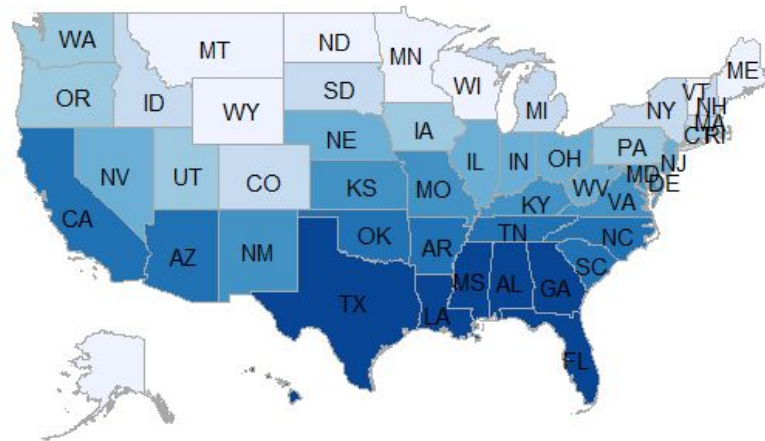 WA
MT
ND
MN
ME
OR
ID
WY
SD
WI
MI
NY
VT
NH
MA
CT
RI
NV
UT
CO
NE
IA
IL
IN
OH
PA
NJ
MD
DE
WV
VA
CA
AZ
NM
KS
MO
KY
OK
AR
TN
NC
SC
TX
LA
MS
AL
GA
FL